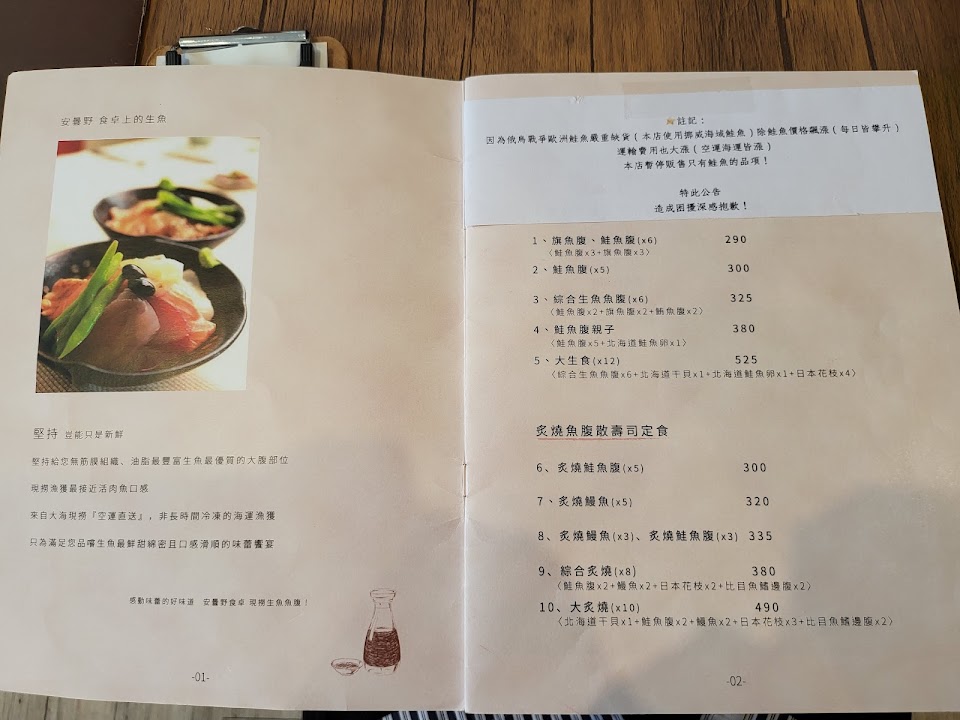 安曇野 食卓上的生魚
堅持 豈能只是新鮮
堅持給您無筋膜組織、油脂最豐富生魚最優質的大腹部位
現撈漁獲最接近活肉魚口感
來自大海現撈『空運直送』，非長時間冷凍的海運漁獲
只為滿足您品嚐生魚最鮮甜綿密且口感滑順的味蕾饗宴
感動味蕾的好味道 安曇野食卓 現撈生魚魚腹！
-01-
註記：
因為俄烏戰爭歐洲鮭魚嚴重缺貨（本店使用挪威海域鮭魚）除鮭魚價格飆漲（每日皆攀升）
運輸費用也大漲（空運海運皆漲）
本店暫停販售只有鮭魚的品項！
特此公告
造成困擾深感抱歉！
1、旗魚腹、鮭魚腹(x6) 290
〈鮭魚腹x3+旗魚腹x3〉
2、鮭魚腹(x5) 300
3、綜合生魚魚腹(x6) 325
〈鮭魚腹x2+旗魚腹x2+鮪魚腹x2〉
4、鮭魚腹親子 380
〈鮭魚腹x5+北海道鮭魚卵x1〉
5、大生食(x12) 525
〈綜合生魚魚腹x6+北海道干貝x1+北海道鮭魚卵x1+日本花枝x4〉
炙燒魚腹散壽司定食
6、炙燒鮭魚腹(x5) 300
7、炙燒鰻魚(x5) 320
8、炙燒鰻魚(x3)、炙燒鮭魚腹(x3) 335
9、綜合炙燒(x8) 380
〈鮭魚腹x2+鰻魚x2+日本花枝x2+比目魚鰭邊腹x2〉
10、大炙燒(x10) 490
〈北海道干貝x1+鮭魚腹x2+鰻魚x2+日本花枝x3+比目魚鰭邊腹x2〉
-02-